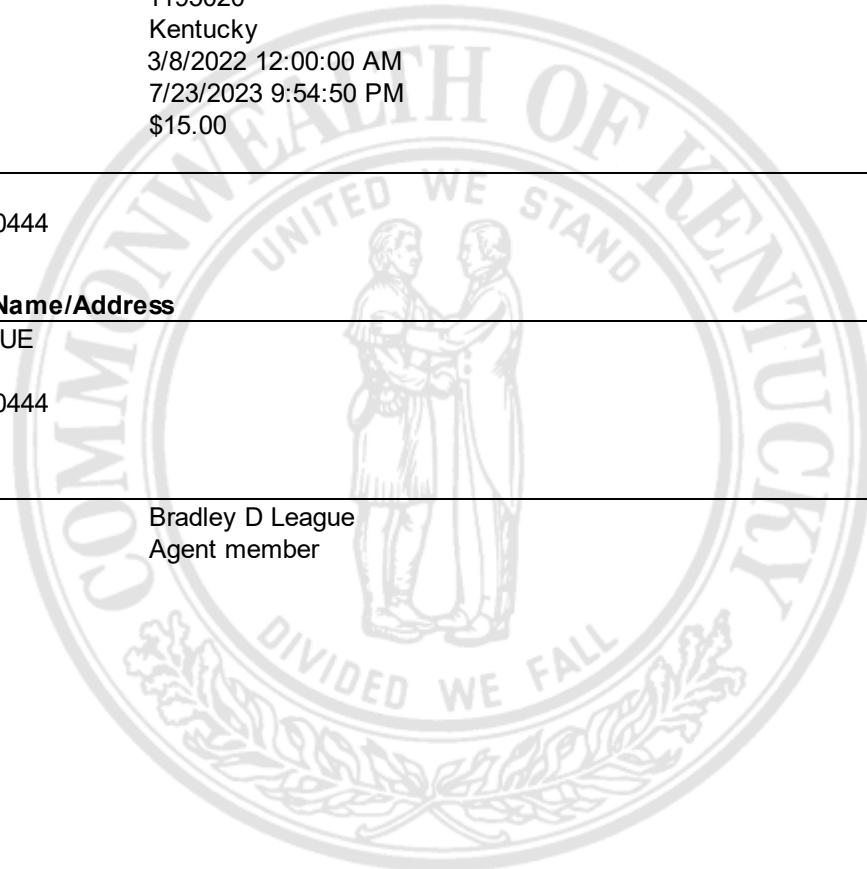 Kentucky
3/8/2022 12:00:00 AM
7/23/2023 9:54:50 PM
$15.00
0444
Name/Address
UE
0444
Bradley D League
Agent member
COMMONWEALTH OF KENTUCKY
UNITED WE STAND
DIVIDED WE FALL